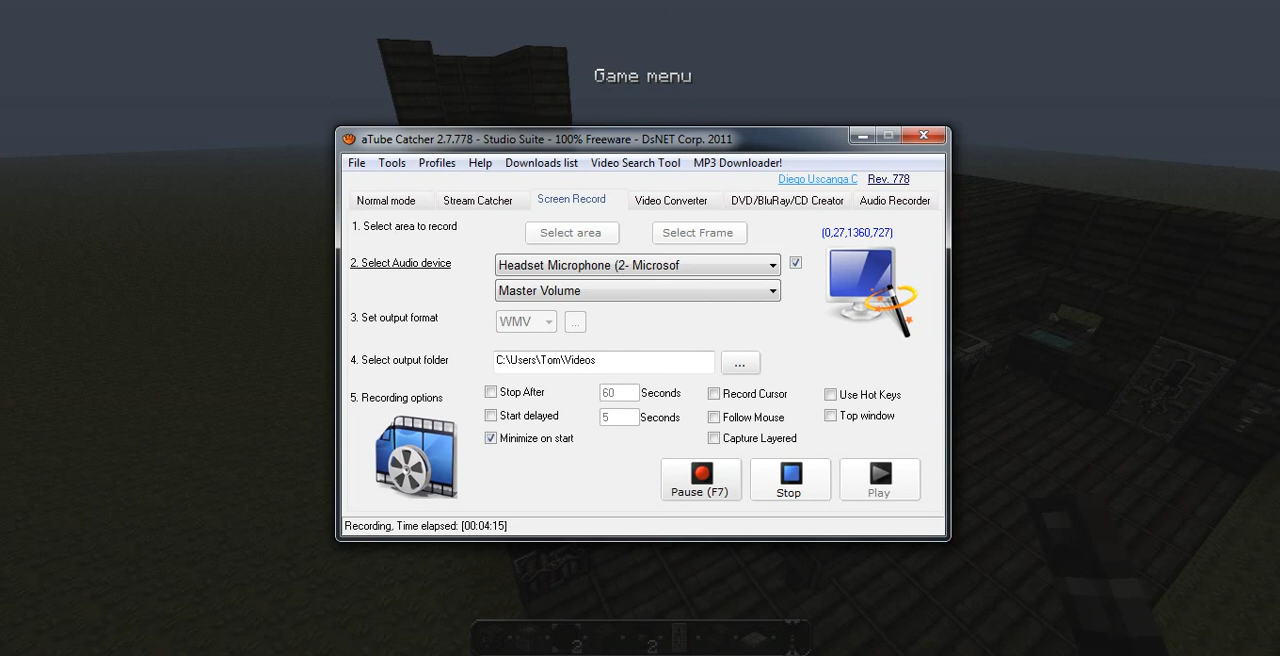 Game menu
aTube Catcher 2.7.778 - Studio Suite - 100% Freeware - DsNET Corp. 2011
File Tools Profiles Help Downloads list Video Search Tool MP3 Downloader!
Diego Uscanga C Rev. 778
Normal mode Stream Catcher Screen Record Video Converter DVD/BluRay/CD Creator Audio Recorder
1. Select area to record Select area Select Frame (0,27,1360,727)
2. Select Audio device Headset Microphone (2- Microsof
Master Volume
3. Set output format WMV ...
4. Select output folder C:\Users\Tom\Videos ...
5. Recording options Stop After 60 Seconds Record Cursor Use Hot Keys
Start delayed 5 Seconds Follow Mouse Top window
Minimize on start Capture Layered
Pause (F7) Stop Play
Recording, Time elapsed: [00:04:15]
2 2